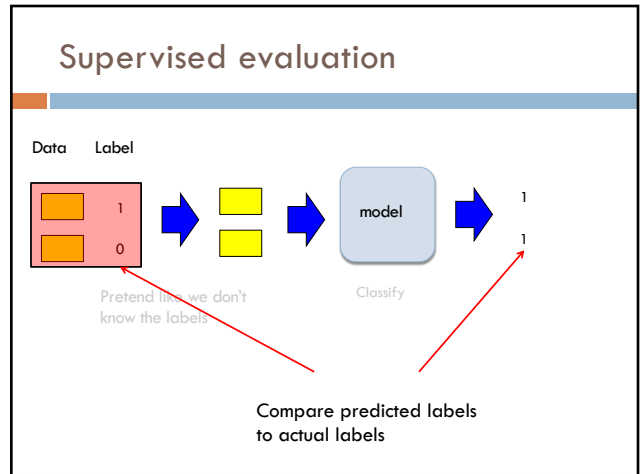 Supervised evaluation
Data Label
1
0
model
1
1
Pretend like we don't
know the labels
Classify
Compare predicted labels
to actual labels